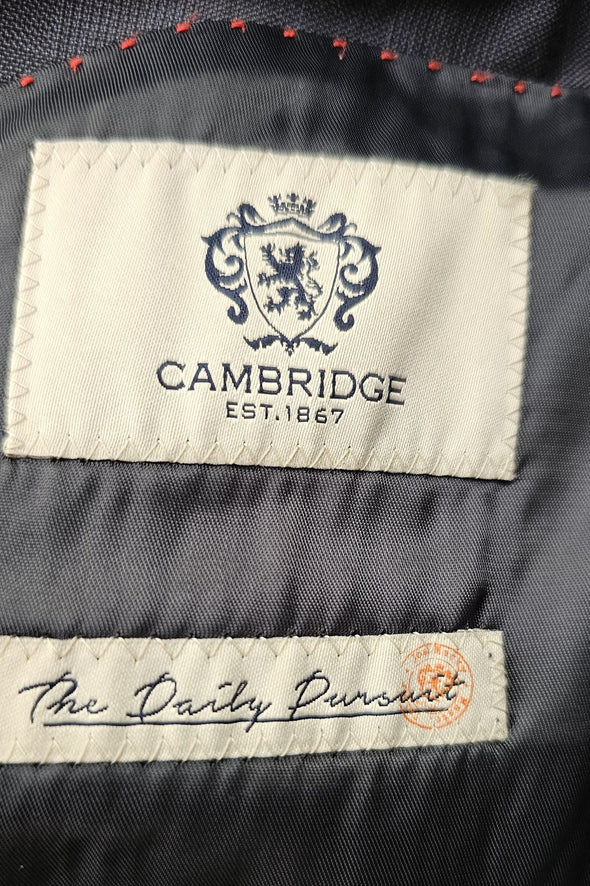 CAMBRIDGE
EST.1867
The Daily Pursuit